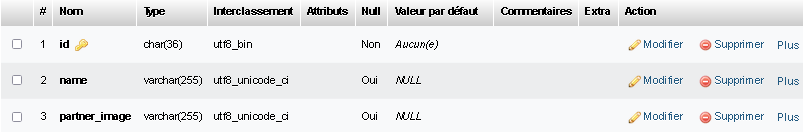 # Nom Type Interclassement Attributs Null Valeur par défaut Commentaires Extra Action
1 id char(36) utf8_bin Non Aucun(e) Modifier Supprimer Plus
2 name varchar(255) utf8_unicode_ci Oui NULL Modifier Supprimer Plus
3 partner_image varchar(255) utf8_unicode_ci Oui NULL Modifier Supprimer Plus